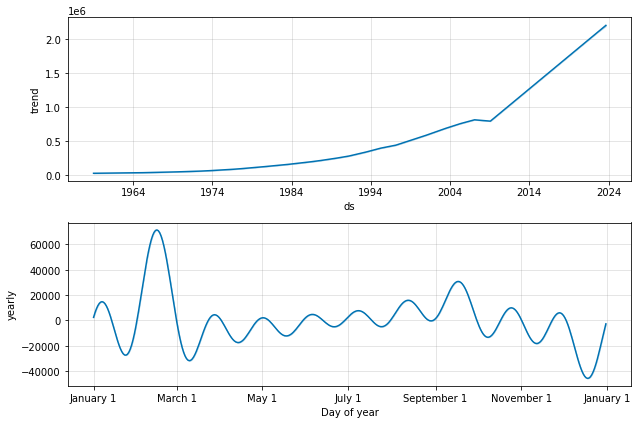 1e6
2.0
1.5
1.0
0.5
0.0
trend
1964 1974 1984 1994 2004 2014 2024
ds
60000
40000
20000
0
−20000
−40000
yearly
January 1 March 1 May 1 July 1 September 1 November 1 January 1
Day of year